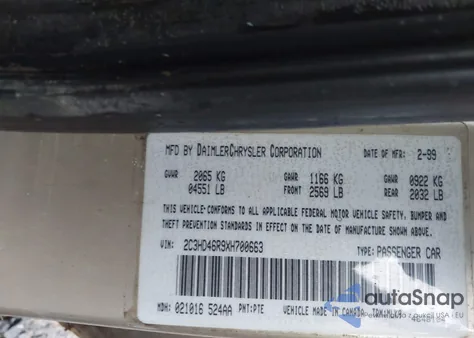 MFD BY DAIMLERCHRYSLER CORPORATION DATE OF MFR: 2-99
GVWR 2065 KG GAWR 1166 KG GAWR 0922 KG
04551 LB FRONT 2569 LB REAR 2032 LB
THIS VEHICLE CONFORMS TO ALL APPLICABLE FEDERAL MOTOR VEHICLE SAFETY, BUMPER AND
THEFT PREVENTION STANDARDS IN EFFECT ON THE DATE OF MANUFACTURE SHOWN ABOVE.
VIN: 2C3HD46R9XH700663 TYPE: PASSENGER CAR
MDH: 021016 524AA PNT: PTE VEHICLE MADE IN CANADA
autoSnap